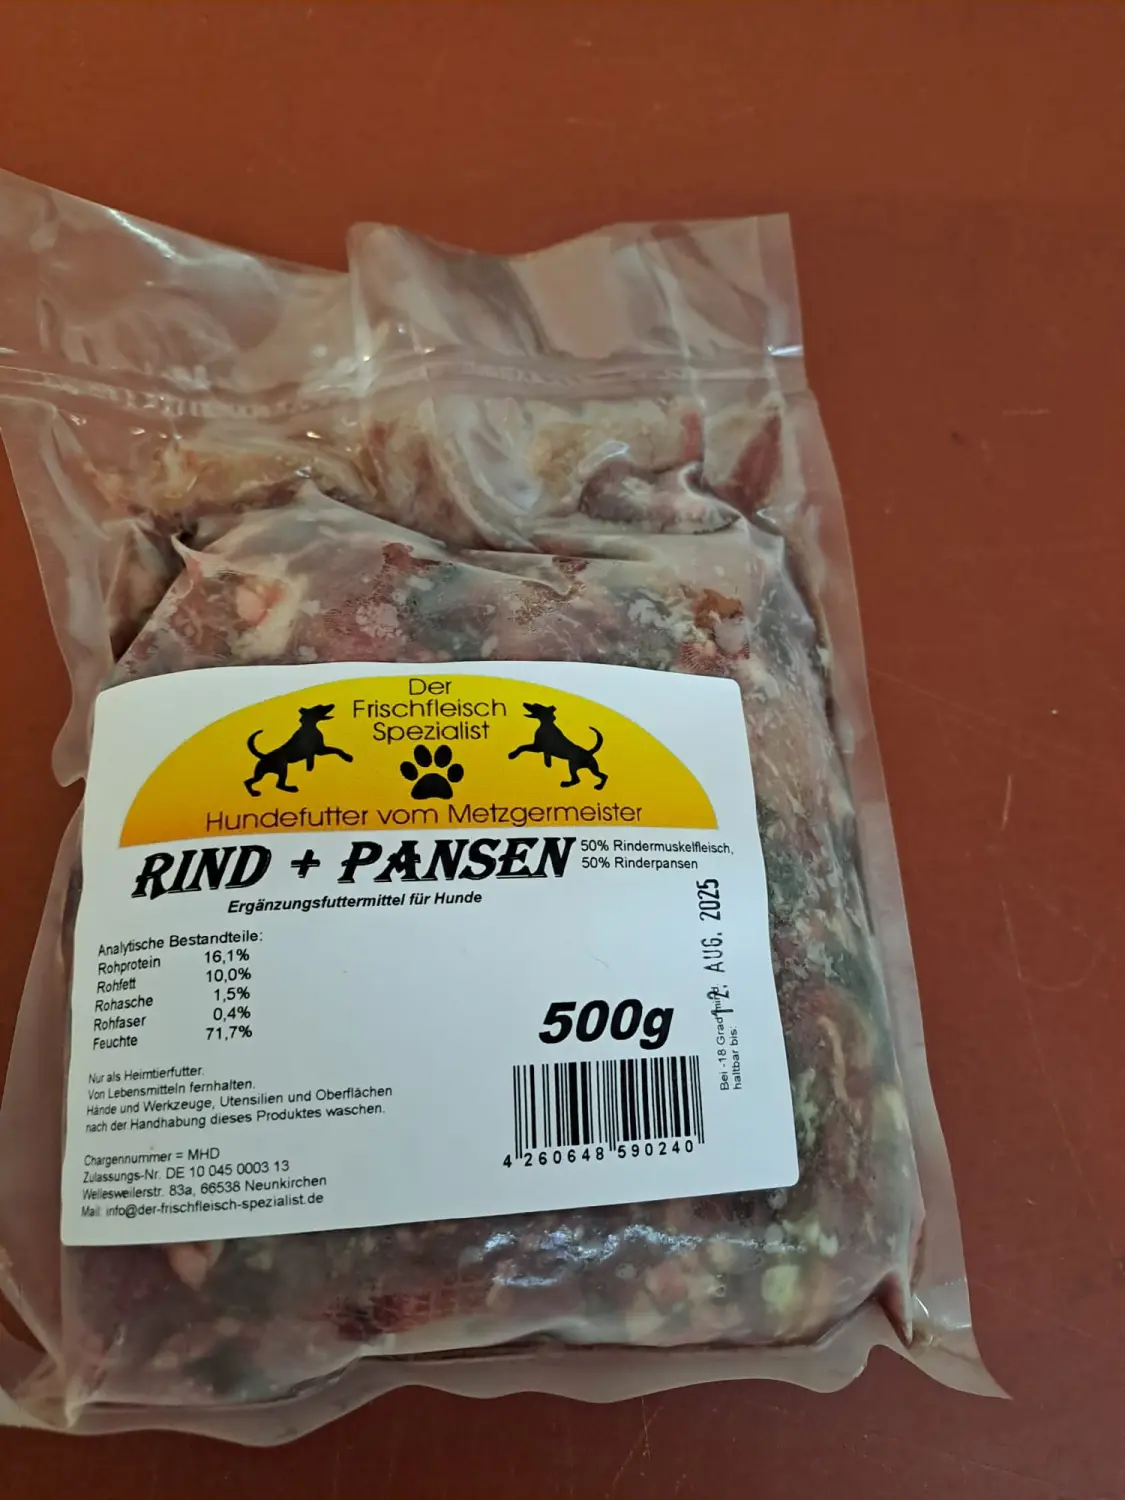 Der
Frischfleisch
Spezialist
Hundefutter vom Metzgermeister
RIND + PANSEN
50% Rindermuskelfleisch,
50% Rinderpansen
Ergänzungsfuttermittel für Hunde
Analytische Bestandteile:
Rohprotein 16,1%
Rohfett 10,0%
Rohasche 1,5%
Rohfaser 0,4%
Feuchte 71,7%
500g
Bei -18 Grad mind.
haltbar bis:
12. AUG. 2025
Nur als Heimtierfutter.
Von Lebensmitteln fernhalten.
Hände und Werkzeuge, Utensilien und Oberflächen
nach der Handhabung dieses Produktes waschen.
Chargennummer = MHD
Zulassungs-Nr. DE 10 045 0003 13
Wellesweilerstr. 83a, 66538 Neunkirchen
Mail: info@der-frischfleisch-spezialist.de
4 260648 590240